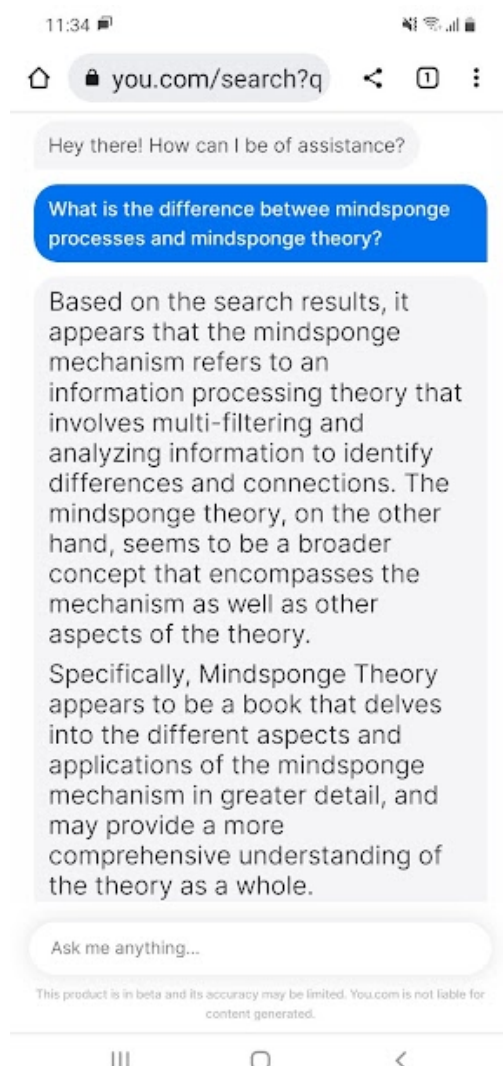 11:34
you.com/search?q
1
Hey there! How can I be of assistance?
What is the difference betwee mindsponge
processes and mindsponge theory?
Based on the search results, it
appears that the mindsponge
mechanism refers to an
information processing theory that
involves multi-filtering and
analyzing information to identify
differences and connections. The
mindsponge theory, on the other
hand, seems to be a broader
concept that encompasses the
mechanism as well as other
aspects of the theory.
Specifically, Mindsponge Theory
appears to be a book that delves
into the different aspects and
applications of the mindsponge
mechanism in greater detail, and
may provide a more
comprehensive understanding of
the theory as a whole.
Ask me anything...
This product is in beta and its accuracy may be limited. You.com is not liable for
content generated.